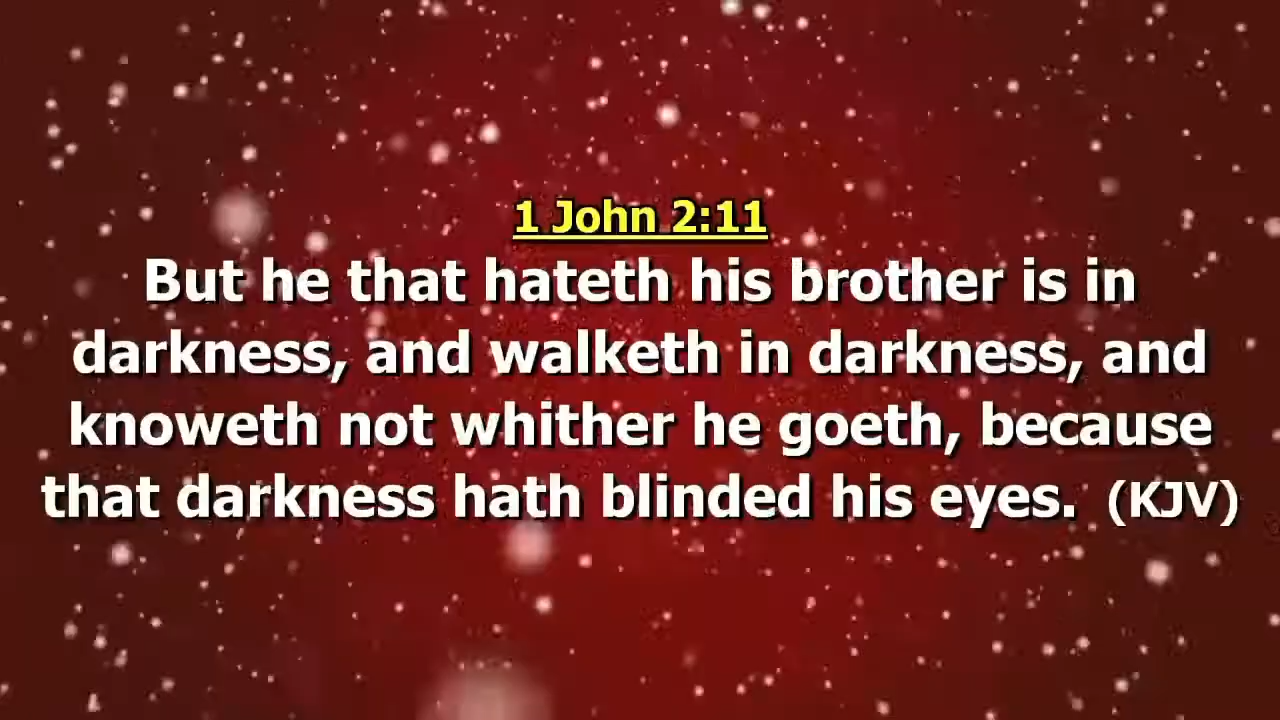 1 John 2:11
But he that hateth his brother is in
darkness, and walketh in darkness, and
knoweth not whither he goeth, because
that darkness hath blinded his eyes. (KJV)